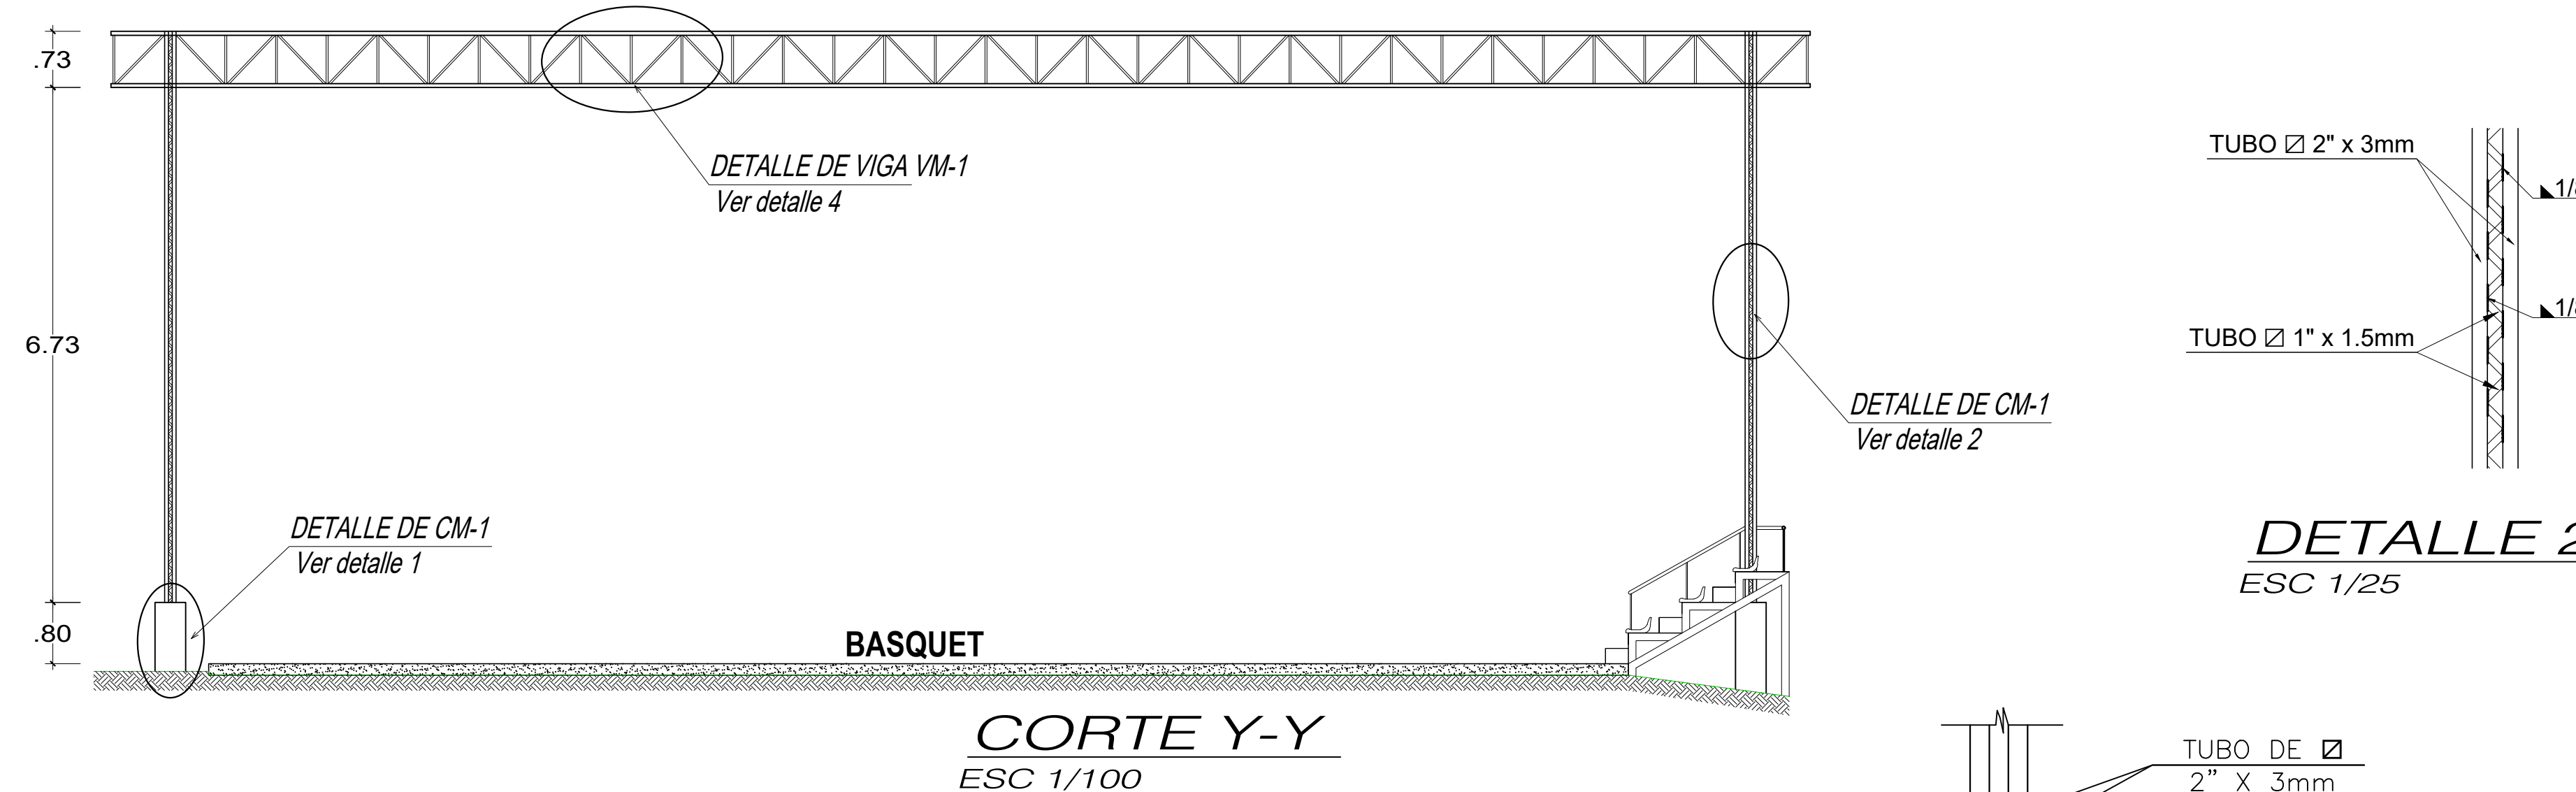 .73
6.73
.80
DETALLE DE VIGA VM-1
Ver detalle 4
DETALLE DE CM-1
Ver detalle 2
DETALLE DE CM-1
Ver detalle 1
BASQUET
CORTE Y-Y
ESC 1/100
TUBO ⌀ 2" x 3mm
TUBO ⌀ 1" x 1.5mm
DETALLE 2
ESC 1/25
TUBO DE ⌀
2” X 3mm